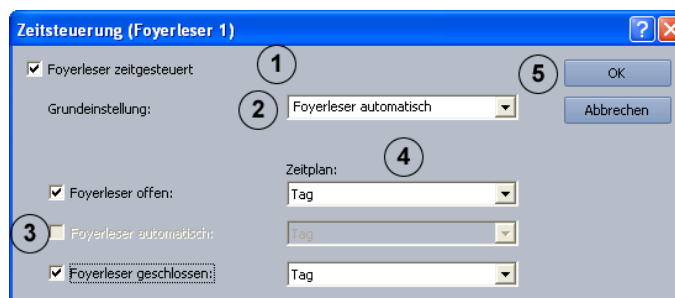 Zeitsteuerung (Foyerleser 1)
Foyerleser zeitgesteuert
1
5
OK
Grundeinstellung:
2
Foyerleser automatisch
Abbrechen
Zeitplan:
4
Foyerleser offen:
Tag
3
Foyerleser automatisch:
Tag
Foyerleser geschlossen:
Tag